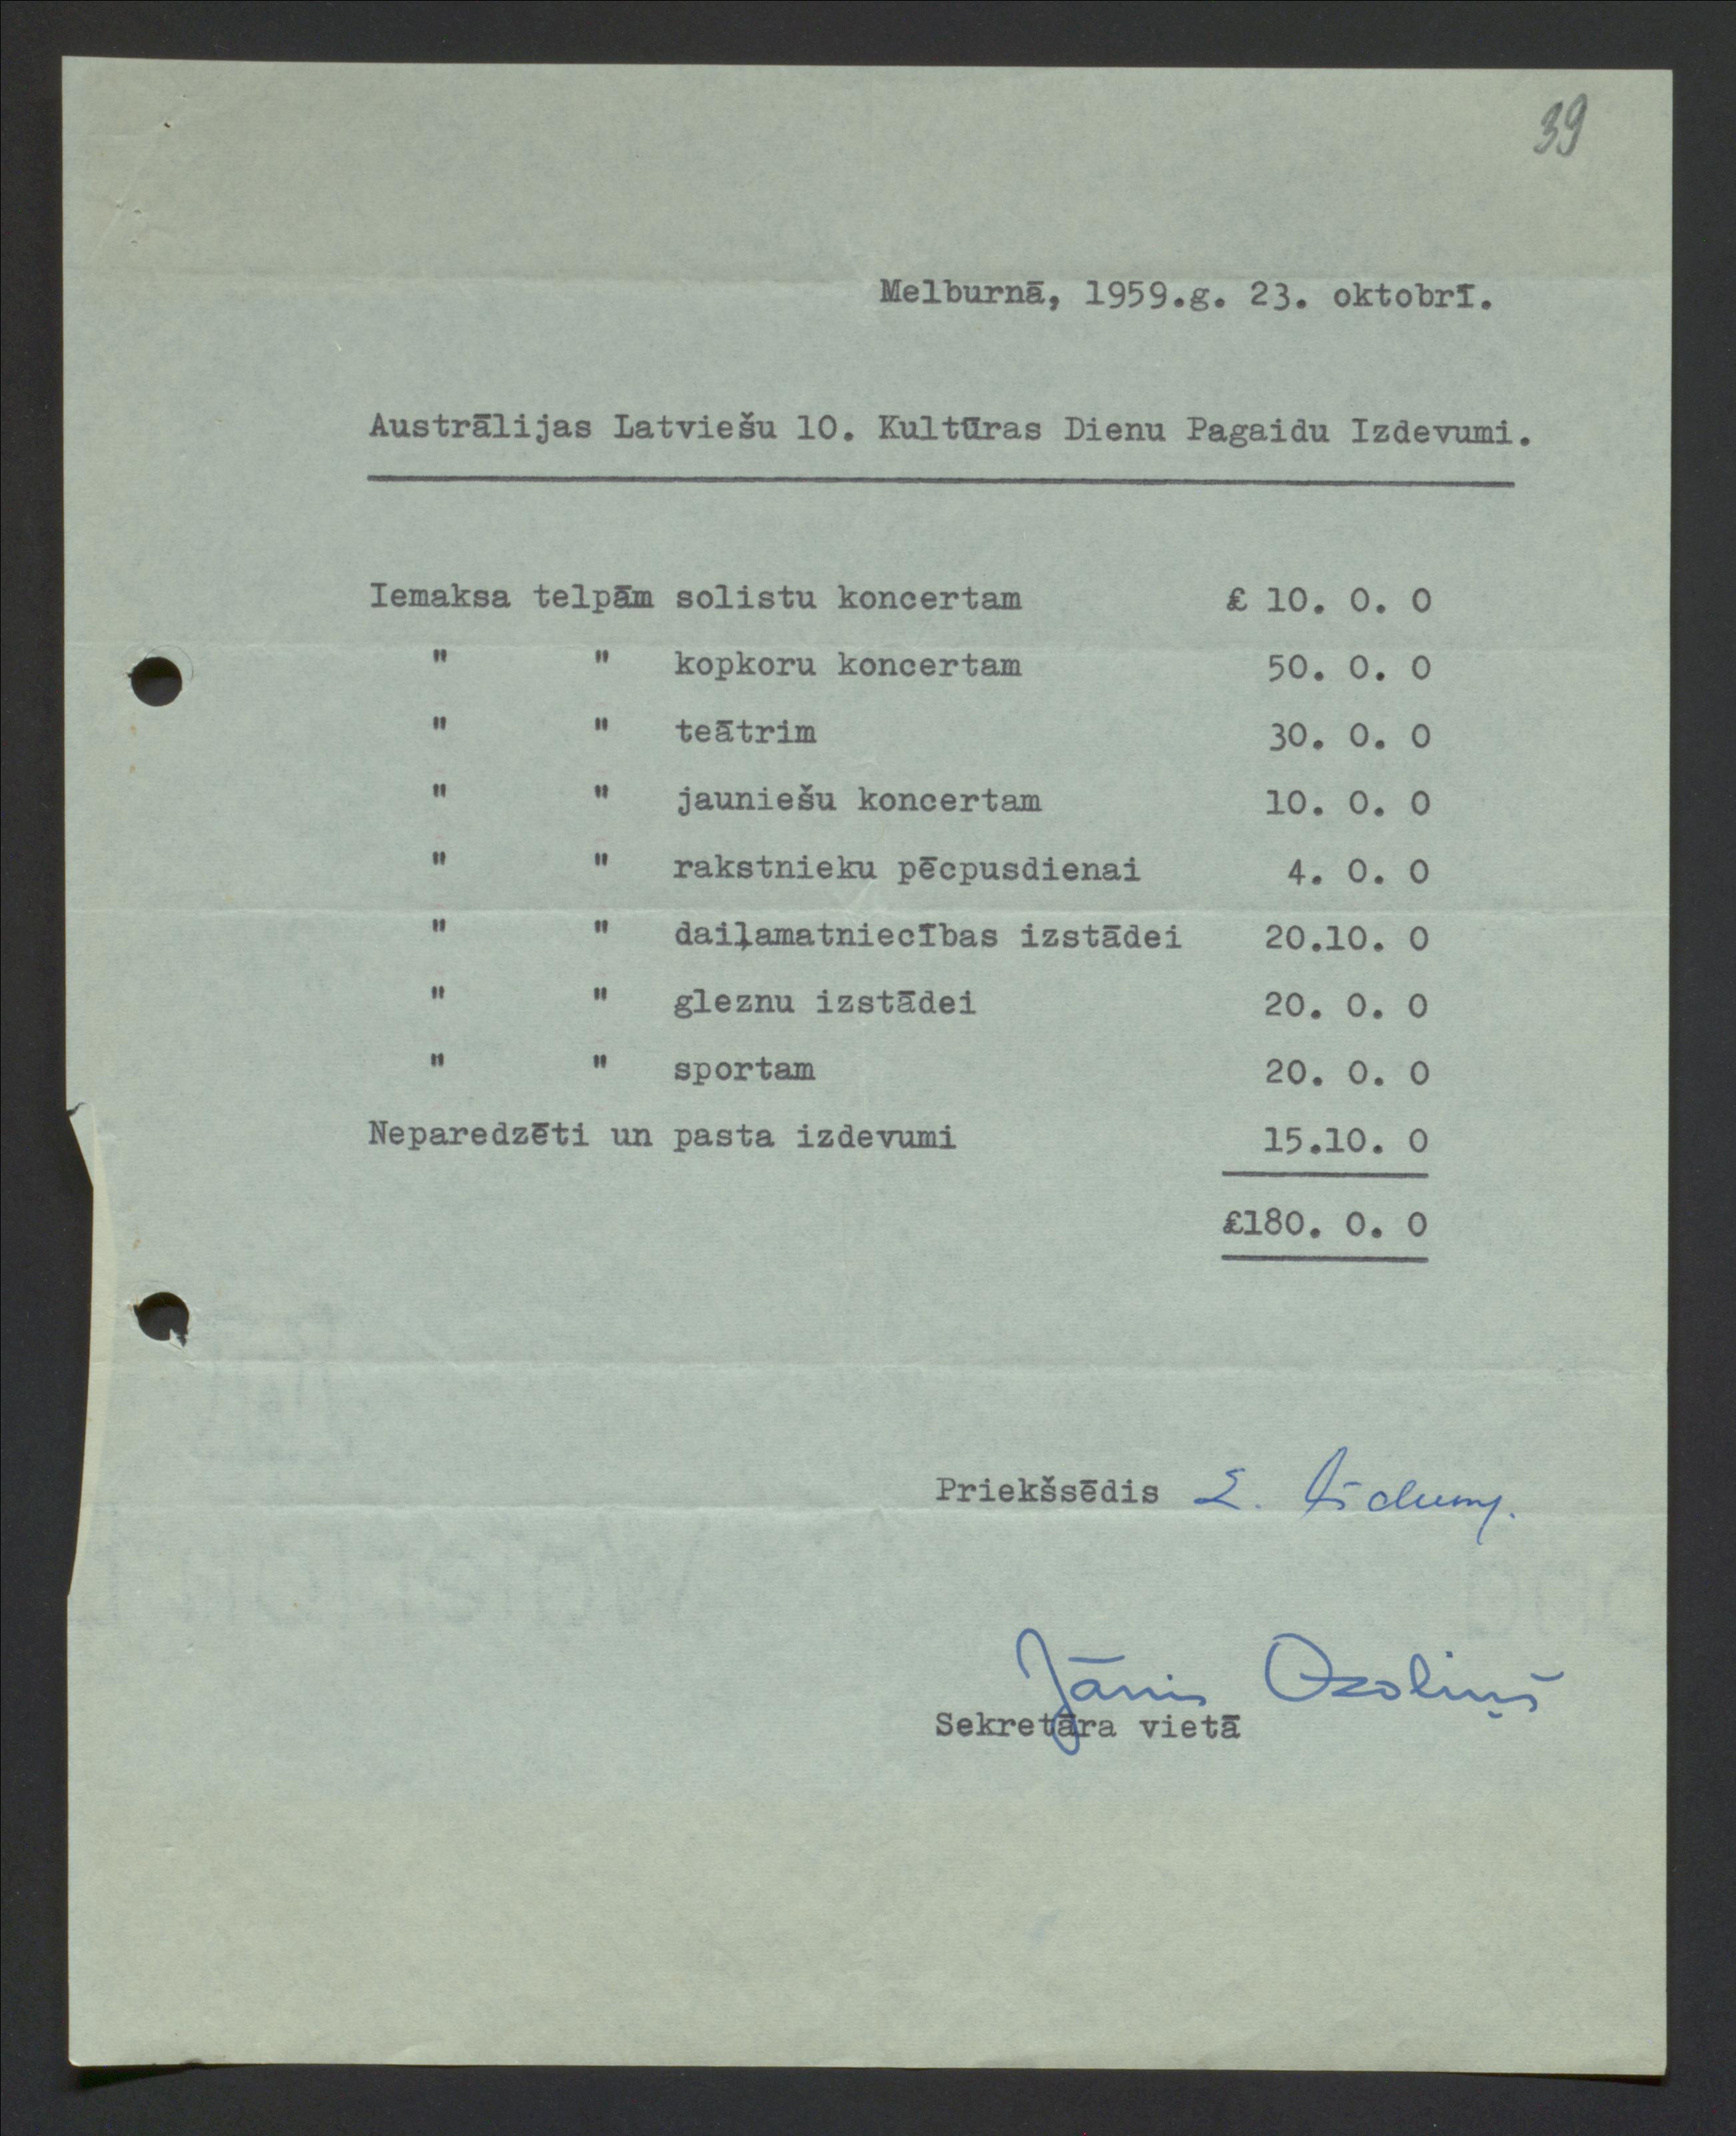 39
Melburnā, 1959.g. 23. oktobrī.
Austrālijas Latviešu 10. Kultūras Dienu Pagaidu Izdevumi.
Iemaksa telpām solistu koncertam £ 10. 0. 0
" " kopkoru koncertam 50. 0. 0
" " teātrim 30. 0. 0
" " jauniešu koncertam 10. 0. 0
" " rakstnieku pēcpusdienai 4. 0. 0
" " daiļamatniecības izstādei 20.10. 0
" " gleznu izstādei 20. 0. 0
" " sportam 20. 0. 0
Neparedzēti un pasta izdevumi 15.10. 0
£180. 0. 0
Priekšsēdis
Jānis Ozoliņš
Sekretāra vietā